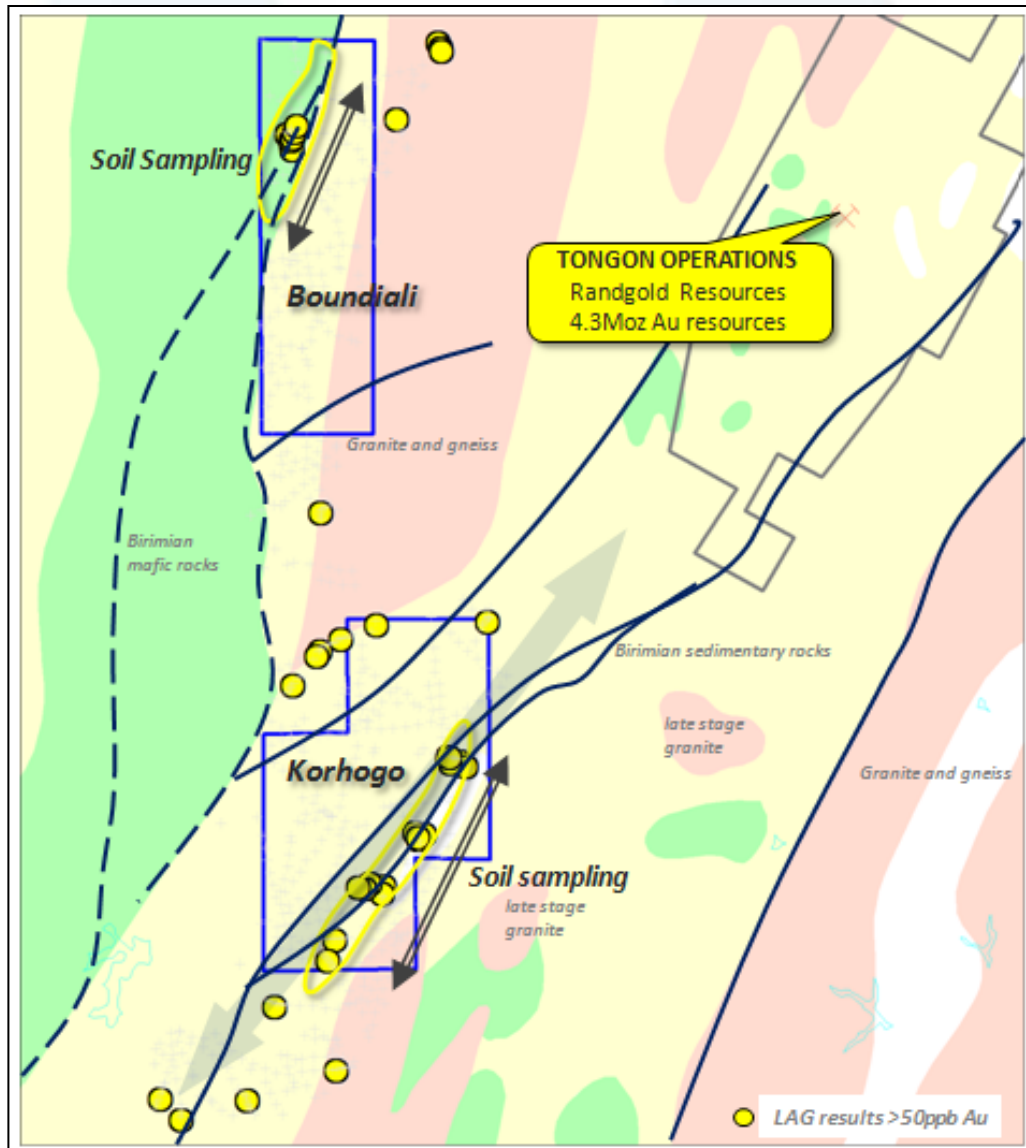 Soil Sampling
TONGON OPERATIONS
Randgold Resources
4.3Moz Au resources
Boundiali
Granite and gneiss
Birimian
mafic rocks
Birimian sedimentary rocks
late stage
granite
Korhogo
Granite and gneiss
Soil sampling
late stage
granite
LAG results >50ppb Au